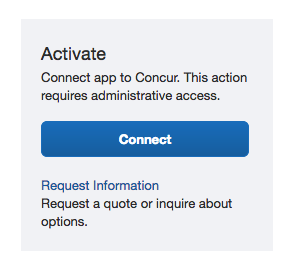 Activate
Connect app to Concur. This action
requires administrative access.
Connect
Request Information
Request a quote or inquire about
options.